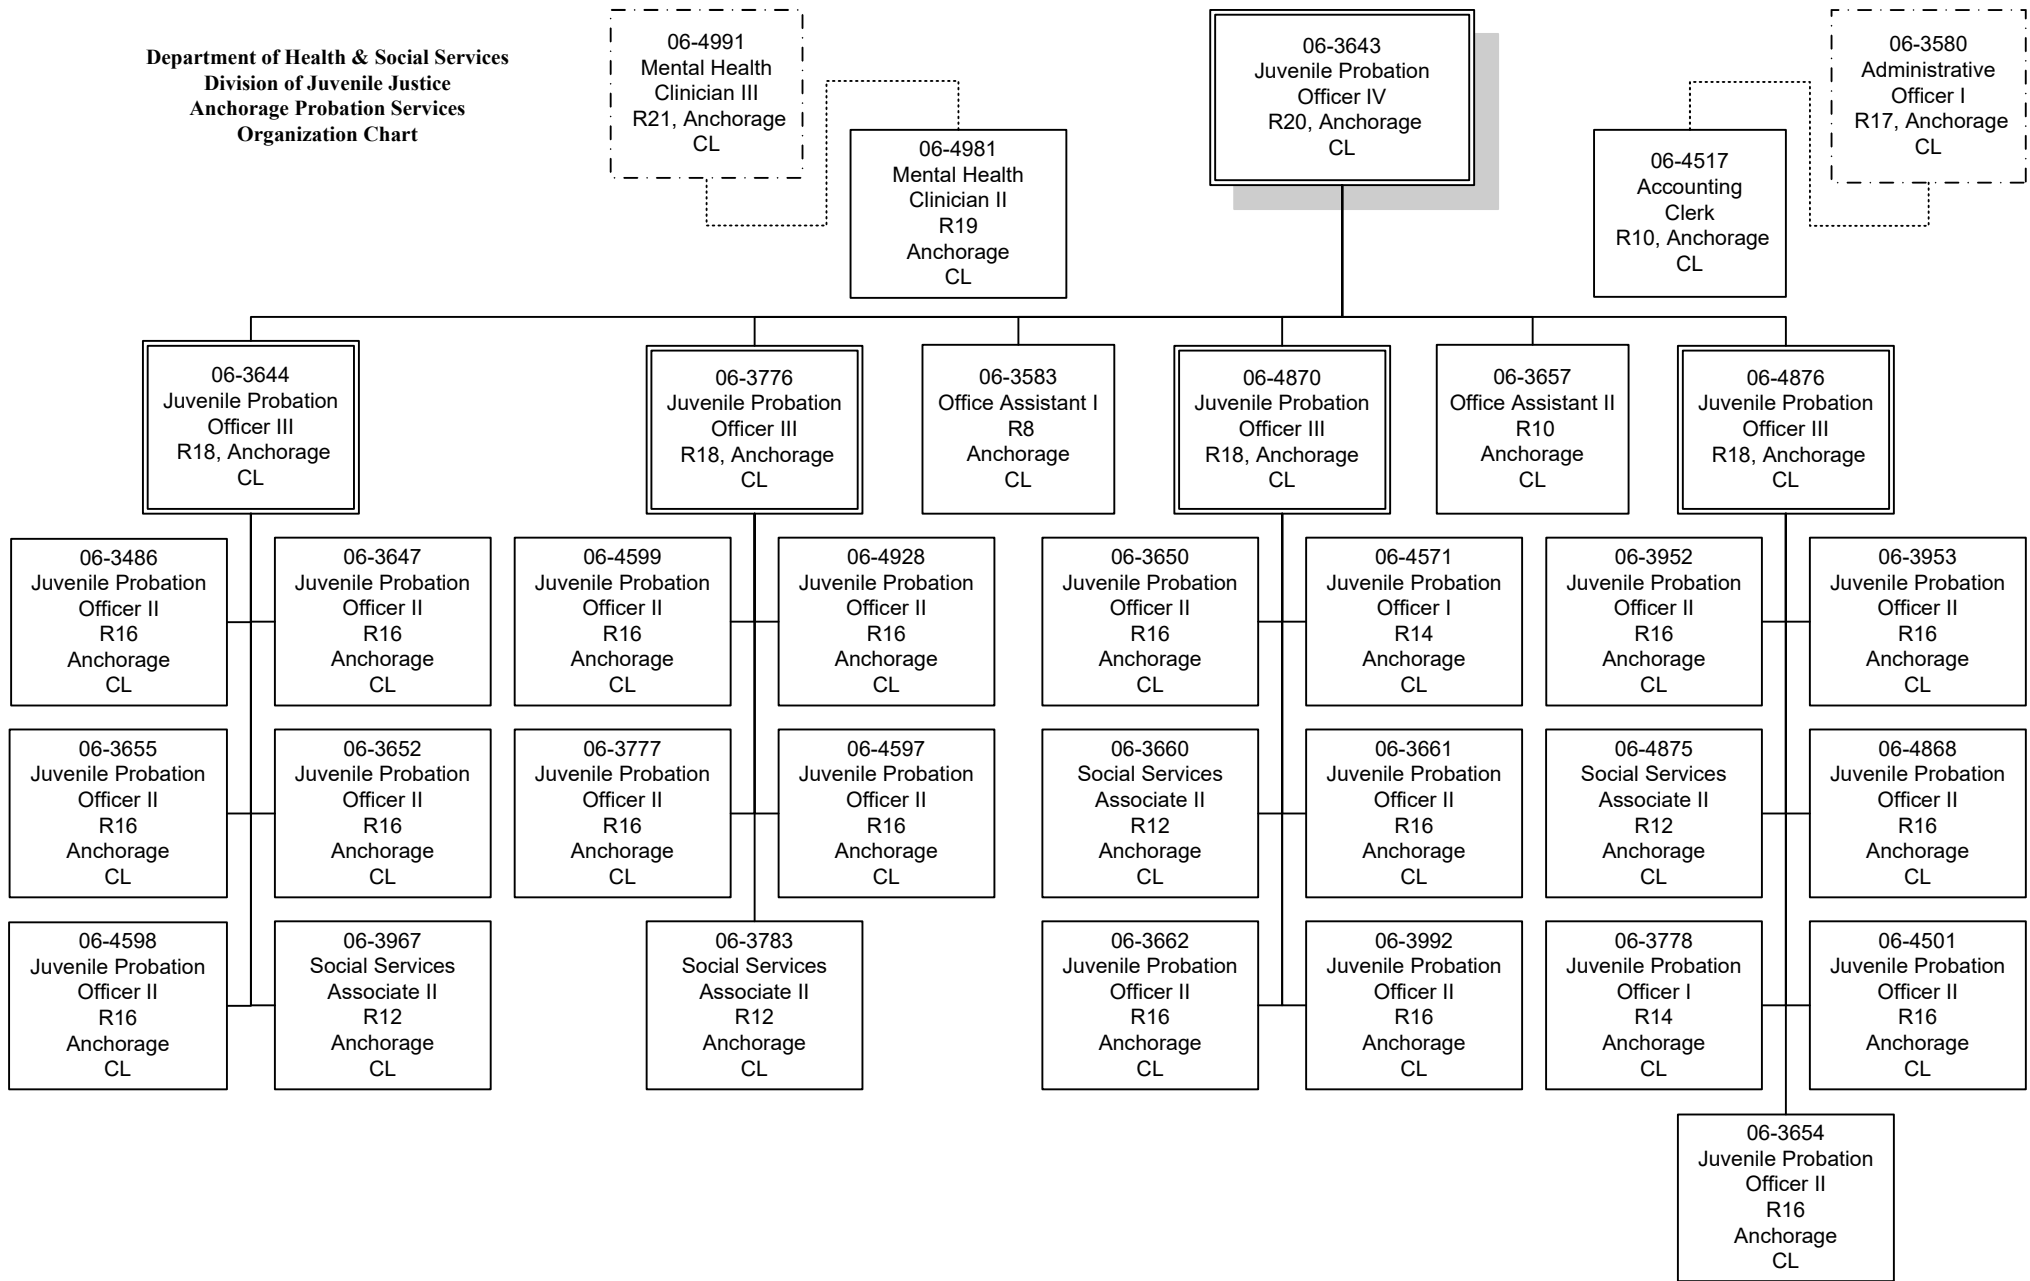 Department of Health & Social Services
Division of Juvenile Justice
Anchorage Probation Services
Organization Chart
06-4991
Mental Health
Clinician III
R21, Anchorage
CL
06-4981
Mental Health
Clinician II
R19
Anchorage
CL
06-3643
Juvenile Probation
Officer IV
R20, Anchorage
CL
06-4517
Accounting
Clerk
R10, Anchorage
CL
06-3580
Administrative
Officer I
R17, Anchorage
CL
06-3644
Juvenile Probation
Officer III
R18, Anchorage
CL
06-3776
Juvenile Probation
Officer III
R18, Anchorage
CL
06-3583
Office Assistant I
R8
Anchorage
CL
06-4870
Juvenile Probation
Officer III
R18, Anchorage
CL
06-3657
Office Assistant II
R10
Anchorage
CL
06-4876
Juvenile Probation
Officer III
R18, Anchorage
CL
06-3486
Juvenile Probation
Officer II
R16
Anchorage
CL
06-3647
Juvenile Probation
Officer II
R16
Anchorage
CL
06-4599
Juvenile Probation
Officer II
R16
Anchorage
CL
06-4928
Juvenile Probation
Officer II
R16
Anchorage
CL
06-3650
Juvenile Probation
Officer II
R16
Anchorage
CL
06-4571
Juvenile Probation
Officer I
R14
Anchorage
CL
06-3952
Juvenile Probation
Officer II
R16
Anchorage
CL
06-3953
Juvenile Probation
Officer II
R16
Anchorage
CL
06-3655
Juvenile Probation
Officer II
R16
Anchorage
CL
06-3652
Juvenile Probation
Officer II
R16
Anchorage
CL
06-3777
Juvenile Probation
Officer II
R16
Anchorage
CL
06-4597
Juvenile Probation
Officer II
R16
Anchorage
CL
06-3660
Social Services
Associate II
R12
Anchorage
CL
06-3661
Juvenile Probation
Officer II
R16
Anchorage
CL
06-4875
Social Services
Associate II
R12
Anchorage
CL
06-4868
Juvenile Probation
Officer II
R16
Anchorage
CL
06-4598
Juvenile Probation
Officer II
R16
Anchorage
CL
06-3967
Social Services
Associate II
R12
Anchorage
CL
06-3783
Social Services
Associate II
R12
Anchorage
CL
06-3662
Juvenile Probation
Officer II
R16
Anchorage
CL
06-3992
Juvenile Probation
Officer II
R16
Anchorage
CL
06-3778
Juvenile Probation
Officer I
R14
Anchorage
CL
06-4501
Juvenile Probation
Officer II
R16
Anchorage
CL
06-3654
Juvenile Probation
Officer II
R16
Anchorage
CL